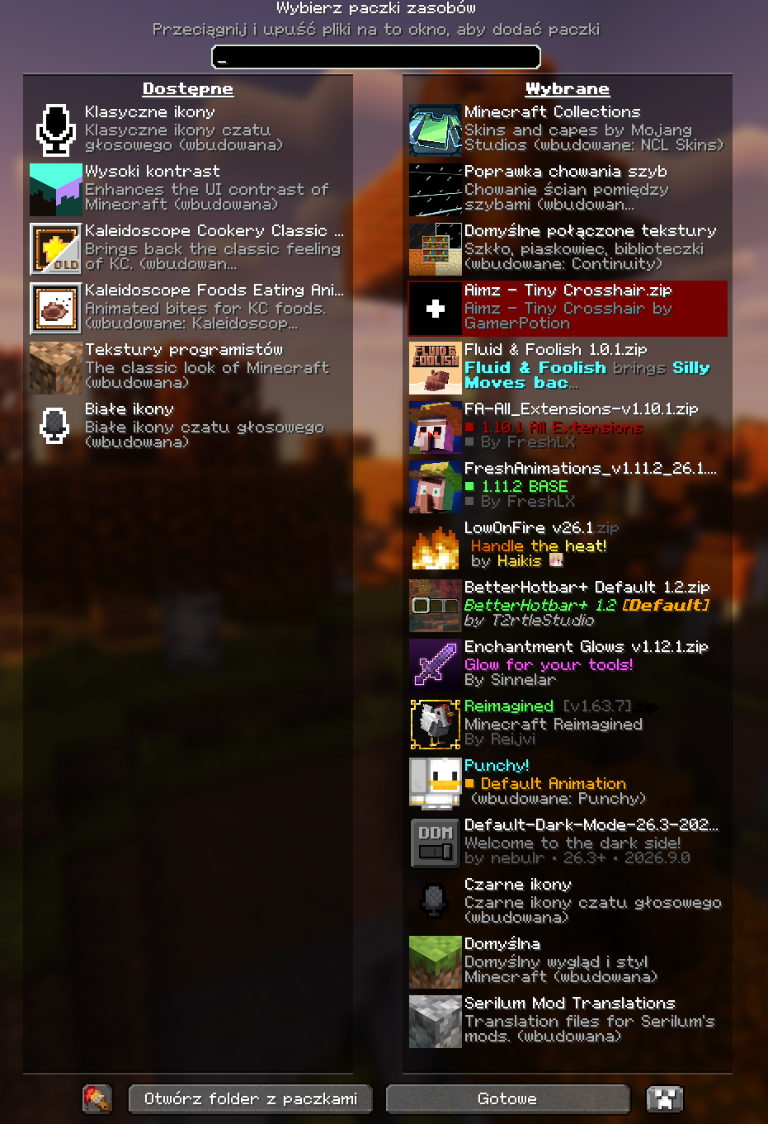 Wybierz paczki zasobów
Przeciągnij i upuść pliki na to okno, aby dodać paczki
_
Dostępne
Klasyczne ikony
Klasyczne ikony czatu
głosowego (wbudowana)
Wysoki kontrast
Enhances the UI contrast of
Minecraft (wbudowana)
Kaleidoscope Cookery Classic ...
Brings back the classic feeling
of KC. (wbudowan...
OLD
Kaleidoscope Foods Eating Ani...
Animated bites for KC foods.
(wbudowane: Kaleidoscop...
Tekstury programistów
The classic look of Minecraft
(wbudowana)
Białe ikony
Białe ikony czatu głosowego
(wbudowana)
Wybrane
Minecraft Collections
Skins and capes by Mojang
Studios (wbudowane: NCL Skins)
Poprawka chowania szyb
Chowanie ścian pomiędzy
szybami (wbudowan...
Domyślne połączone tekstury
Szkło, piaskowiec, biblioteczki
(wbudowane: Continuity)
Aimz - Tiny Crosshair.zip
Aimz - Tiny Crosshair by
GamerPotion
FLUID &
FOOLISH
Fluid & Foolish 1.0.1.zip
Fluid & Foolish brings Silly
Moves bac...
FA-All_Extensions-v1.10.1.zip
■ 1.10.1 All Extensions
■ By FreshLX
FreshAnimations_v1.11.2_26.1....
■ 1.11.2 BASE
■ By FreshLX
LowOnFire v26.1.zip
Handle the heat!
by Haikis
BetterHotbar+ Default 1.2.zip
BetterHotbar+ 1.2 [Default]
by T2rtleStudio
Enchantment Glows v1.12.1.zip
Glow for your tools!
By Sinnelar
Reimagined [v1.63.7].zip
Minecraft Reimagined
By Reijvi
Punchy!
■ Default Animation
(wbudowane: Punchy)
DDM
Default-Dark-Mode-26.3-202...
Welcome to the dark side!
by nebulr • 26.3+ • 2026.9.0
Czarne ikony
Czarne ikony czatu głosowego
(wbudowana)
Domyślna
Domyślny wygląd i styl
Minecraft (wbudowana)
Serilum Mod Translations
Translation files for Serilum's
mods. (wbudowana)
Otwórz folder z paczkami
Gotowe